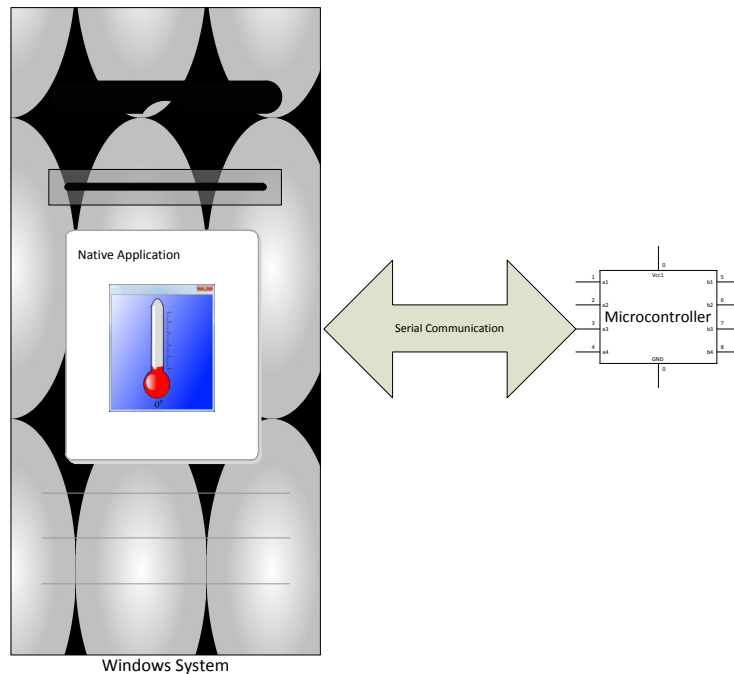 Native Application
0°
Windows System
Serial Communication
0
Vcc1
1
a1
2
a2
3
a3
4
a4
Microcontroller
5
b1
6
b2
7
b3
8
b4
GND
0